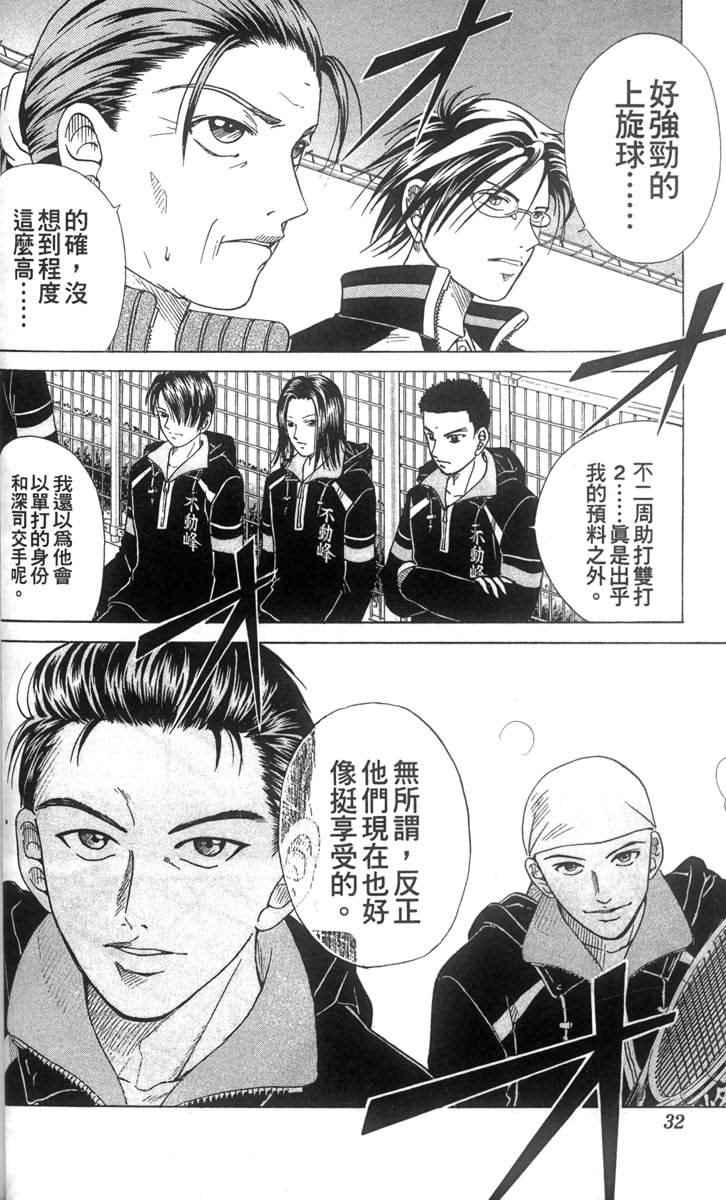 好強勁的
上旋球……
的確，沒
想到程度
這麼高……
オ
オ
不二周助打雙打
2……真是出乎
我的預料之外。
不動峰
不動峰
不動峰
我還以為他會
以單打的身份
和深司交手呢。
オ
無所謂，反正
他們現在也好
像挺享受的。
オ
32